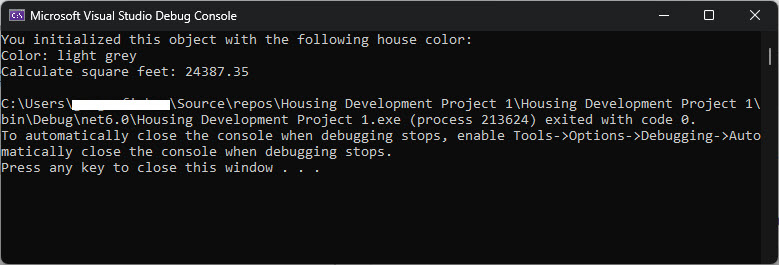 Microsoft Visual Studio Debug Console
You initialized this object with the following house color:
Color: light grey
Calculate square feet: 24387.35
C:\Users\ \Source\repos\Housing Development Project 1\Housing Development Project 1\
bin\Debug\net6.0\Housing Development Project 1.exe (process 213624) exited with code 0.
To automatically close the console when debugging stops, enable Tools->Options->Debugging->Auto
matically close the console when debugging stops.
Press any key to close this window . . .